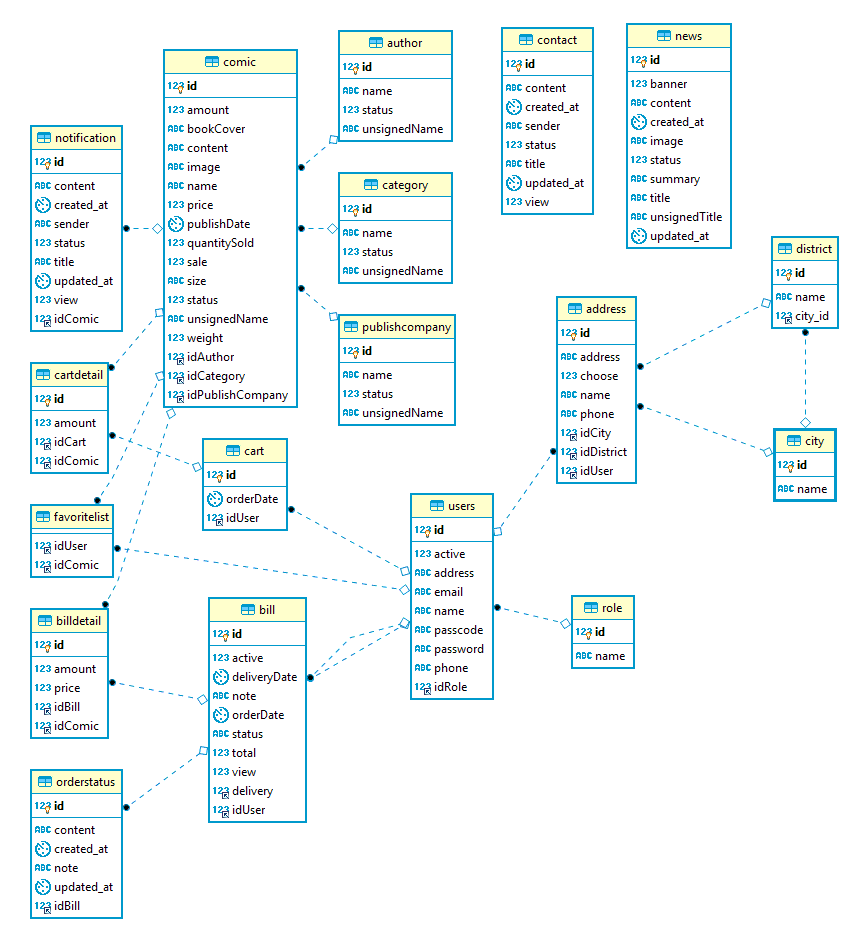 comic
123 id
123 amount
ABC bookCover
ABC content
ABC image
ABC name
123 price
publishDate
123 quantitySold
123 sale
ABC size
123 status
ABC unsignedName
123 weight
123 idAuthor
123 idCategory
123 idPublishCompany
author
123 id
ABC name
123 status
ABC unsignedName
contact
123 id
ABC content
created_at
ABC sender
123 status
ABC title
updated_at
123 view
news
123 id
123 banner
ABC content
created_at
ABC image
123 status
ABC summary
ABC title
ABC unsignedTitle
updated_at
notification
123 id
ABC content
created_at
ABC sender
123 status
ABC title
updated_at
123 view
123 idComic
category
123 id
ABC name
123 status
ABC unsignedName
publishcompany
123 id
ABC name
123 status
ABC unsignedName
district
123 id
ABC name
123 city_id
address
123 id
ABC address
123 choose
ABC name
ABC phone
123 idCity
123 idDistrict
123 idUser
city
123 id
ABC name
cartdetail
123 id
123 amount
123 idCart
123 idComic
cart
123 id
orderDate
123 idUser
favoritelist
123 idUser
123 idComic
users
123 id
123 active
ABC address
ABC email
ABC name
ABC passcode
ABC password
ABC phone
123 idRole
role
123 id
ABC name
billdetail
123 id
123 amount
123 price
123 idBill
123 idComic
bill
123 id
123 active
deliveryDate
ABC note
orderDate
ABC status
123 total
123 view
123 delivery
123 idUser
orderstatus
123 id
ABC content
created_at
ABC note
updated_at
123 idBill